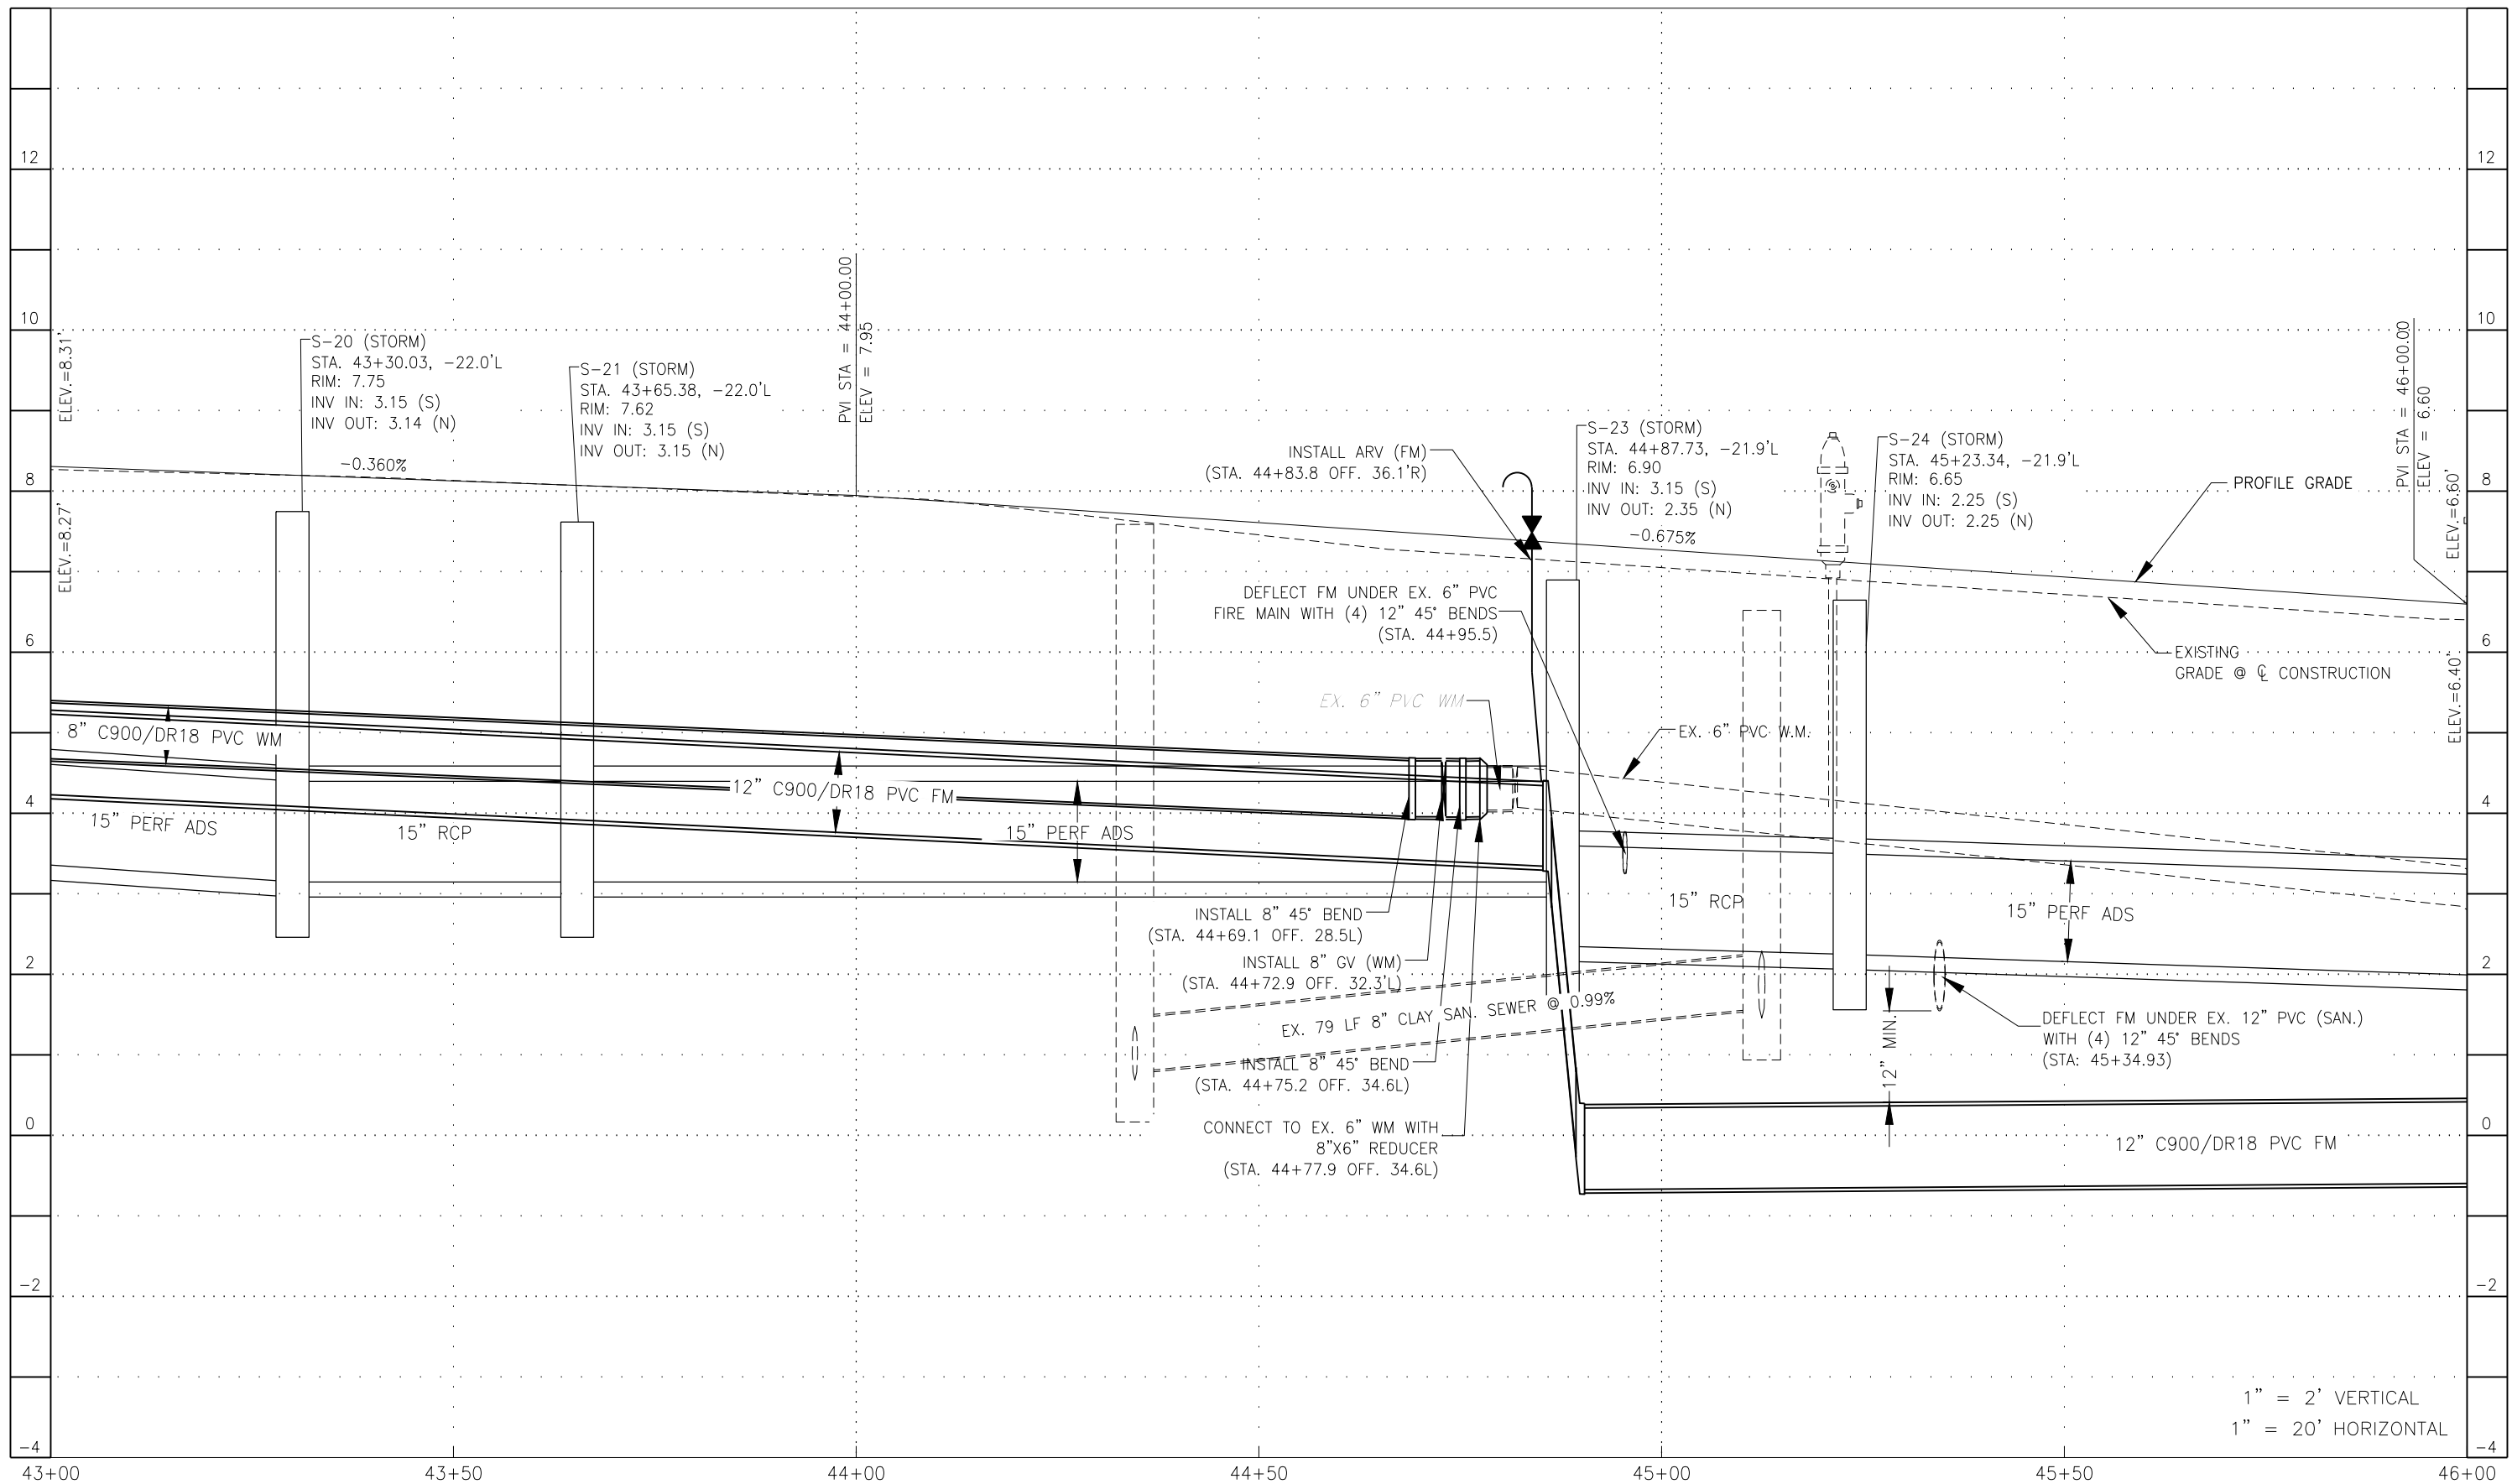 12
10
8
6
4
2
0
-2
-4
12
10
8
6
4
2
0
-2
-4
43+00
43+50
44+00
44+50
45+00
45+50
46+00
ELEV.=8.31'
ELEV.=8.27'
S-20 (STORM)
STA. 43+30.03, -22.0'L
RIM: 7.75
INV IN: 3.15 (S)
INV OUT: 3.14 (N)
-0.360%
S-21 (STORM)
STA. 43+65.38, -22.0'L
RIM: 7.62
INV IN: 3.15 (S)
INV OUT: 3.15 (N)
PVI STA = 44+00.00
ELEV = 7.95
INSTALL ARV (FM)
(STA. 44+83.8 OFF. 36.1'R)
S-23 (STORM)
STA. 44+87.73, -21.9'L
RIM: 6.90
INV IN: 3.15 (S)
INV OUT: 2.35 (N)
-0.675%
S-24 (STORM)
STA. 45+23.34, -21.9'L
RIM: 6.65
INV IN: 2.25 (S)
INV OUT: 2.25 (N)
PROFILE GRADE
PVI STA = 46+00.00
ELEV = 6.60
ELEV.=6.60'
ELEV.=6.40'
EXISTING
GRADE @ ℄ CONSTRUCTION
DEFLECT FM UNDER EX. 6" PVC
FIRE MAIN WITH (4) 12" 45° BENDS
(STA. 44+95.5)
EX. 6" PVC WM
EX. 6" PVC W.M.
8" C900/DR18 PVC WM
12" C900/DR18 PVC FM
15" PERF ADS
15" RCP
15" PERF ADS
15" RCP
15" PERF ADS
INSTALL 8" 45° BEND
(STA. 44+69.1 OFF. 28.5L)
INSTALL 8" GV (WM)
(STA. 44+72.9 OFF. 32.3'L)
EX. 79 LF 8" CLAY SAN. SEWER @ 0.99%
INSTALL 8" 45° BEND
(STA. 44+75.2 OFF. 34.6L)
CONNECT TO EX. 6" WM WITH
8"X6" REDUCER
(STA. 44+77.9 OFF. 34.6L)
12" MIN.
DEFLECT FM UNDER EX. 12" PVC (SAN.)
WITH (4) 12" 45° BENDS
(STA: 45+34.93)
12" C900/DR18 PVC FM
1" = 2' VERTICAL
1" = 20' HORIZONTAL